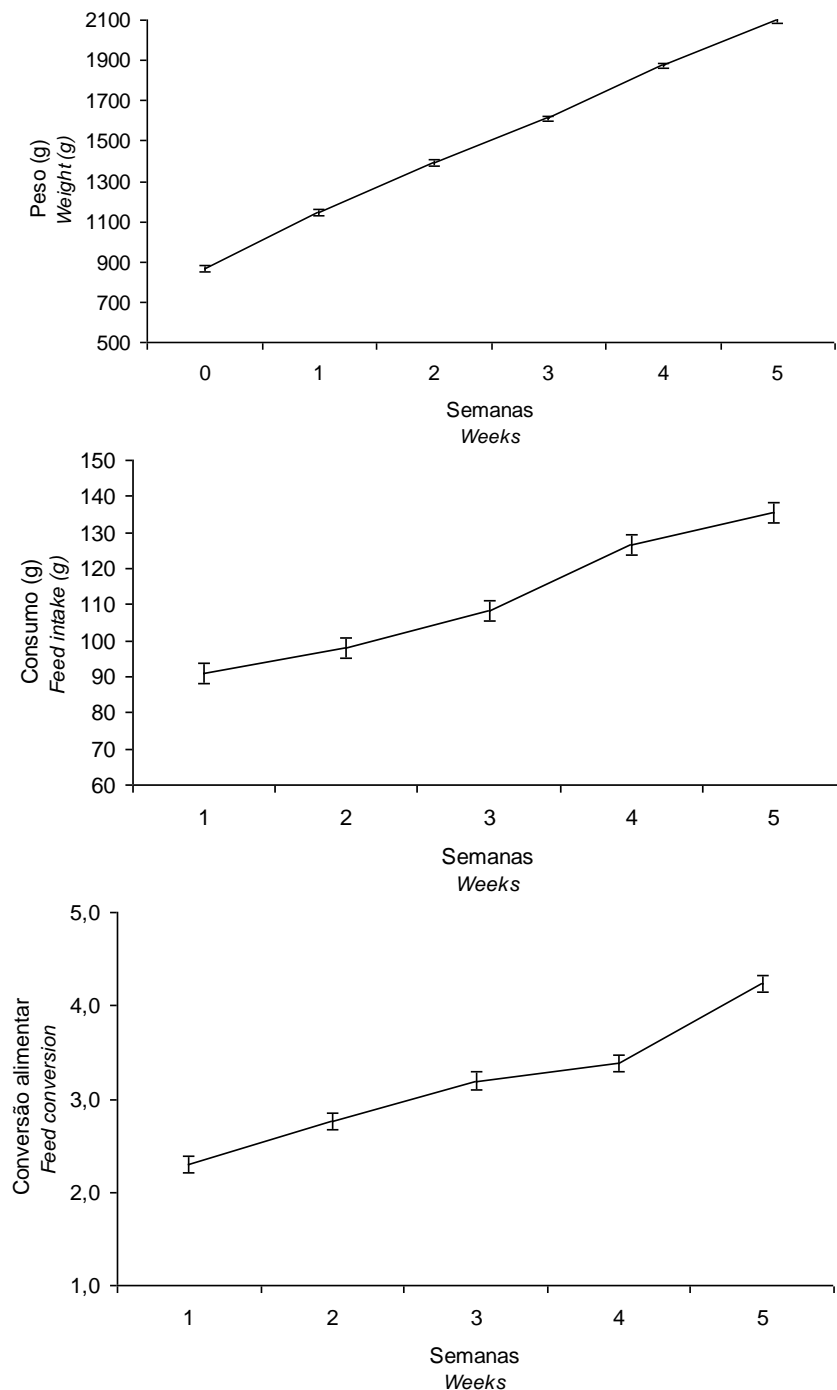 2100
1900
1700
1500
1300
1100
900
700
500
Peso (g)
Weight (g)
0 1 2 3 4 5
Semanas
Weeks
150
140
130
120
110
100
90
80
70
60
Consumo (g)
Feed intake (g)
1 2 3 4 5
Semanas
Weeks
5,0
4,0
3,0
2,0
1,0
Conversão alimentar
Feed conversion
1 2 3 4 5
Semanas
Weeks